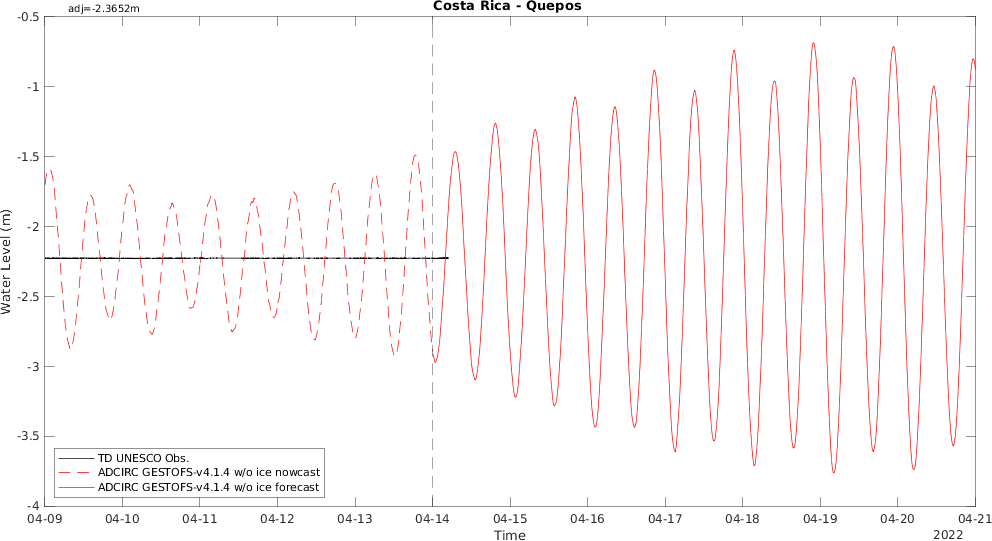 adj=-2.3652m
Costa Rica - Quepos
-0.5
-1
-1.5
-2
-2.5
-3
-3.5
-4
Water Level (m)
TD UNESCO Obs.
ADCIRC GESTOFS-v4.1.4 w/o ice nowcast
ADCIRC GESTOFS-v4.1.4 w/o ice forecast
04-09 04-10 04-11 04-12 04-13 04-14 04-15 04-16 04-17 04-18 04-19 04-20 04-21
Time
2022